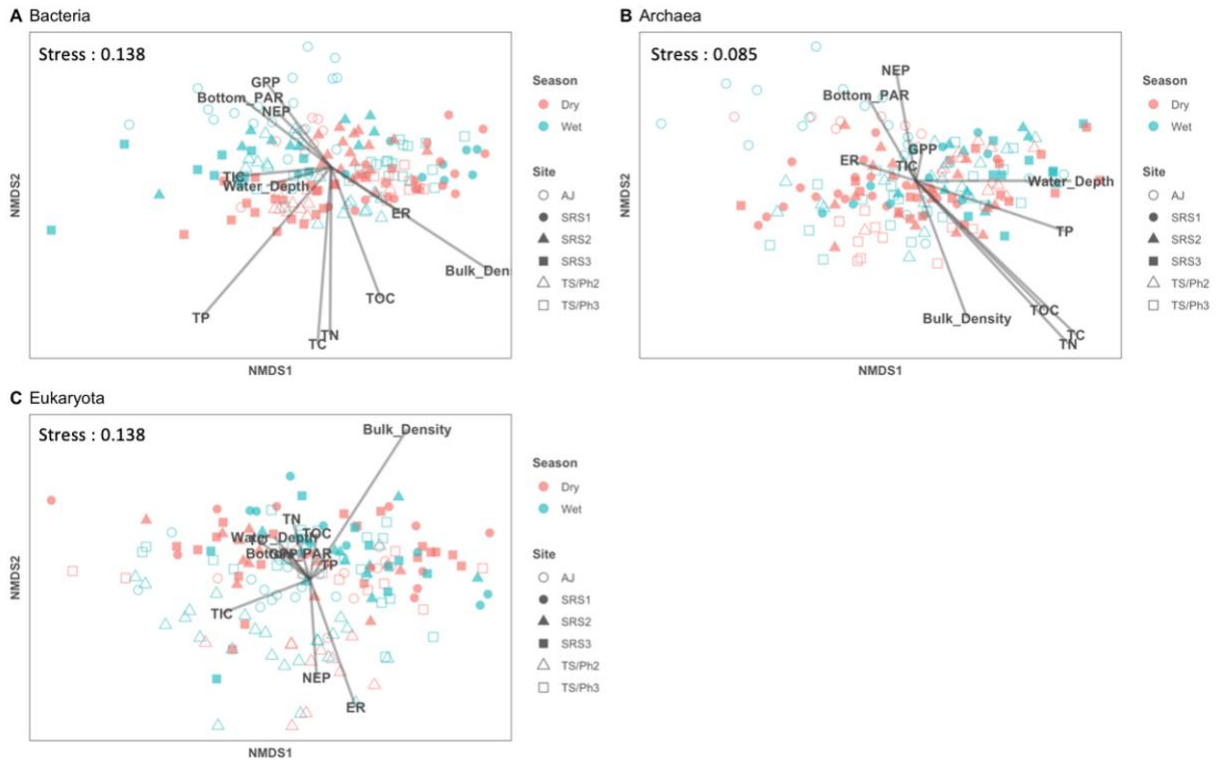 A Bacteria
Stress : 0.138
GPP
Bottom_PAR
NEP
TIC
Water_Depth
ER
Bulk_Den
TOC
TP
TN
TC
NMDS2
NMDS1
Season
Dry
Wet
Site
AJ
SRS1
SRS2
SRS3
TS/Ph2
TS/Ph3
B Archaea
Stress : 0.085
NEP
Bottom_PAR
GPP
ER
TIC
Water_Depth
TP
TOC
Bulk_Density
TC
TN
NMDS2
NMDS1
Season
Dry
Wet
Site
AJ
SRS1
SRS2
SRS3
TS/Ph2
TS/Ph3
C Eukaryota
Stress : 0.138
Bulk_Density
TN
TOC
Water_Depth
GPP
PAR
TP
TIC
NEP
ER
NMDS2
NMDS1
Season
Dry
Wet
Site
AJ
SRS1
SRS2
SRS3
TS/Ph2
TS/Ph3